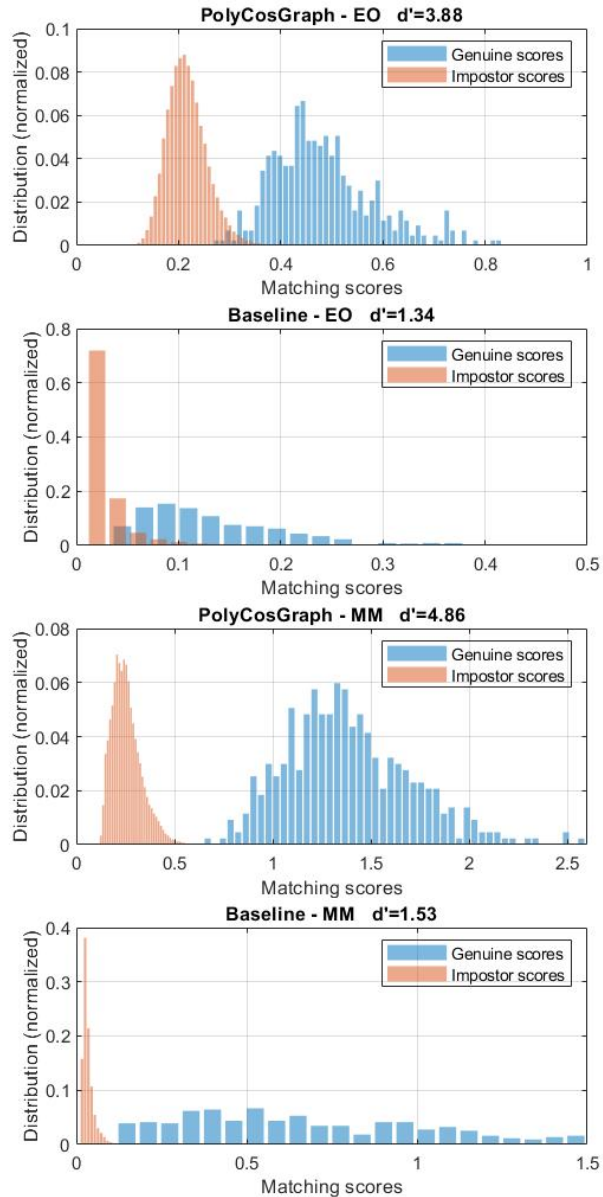 PolyCosGraph - EO d'=3.88
Distribution (normalized)
0.1
0.08
0.06
0.04
0.02
0
Genuine scores
Impostor scores
0 0.2 0.4 0.6 0.8 1
Matching scores
Baseline - EO d'=1.34
Distribution (normalized)
0.8
0.6
0.4
0.2
0
Genuine scores
Impostor scores
0 0.1 0.2 0.3 0.4 0.5
Matching scores
PolyCosGraph - MM d'=4.86
Distribution (normalized)
0.08
0.06
0.04
0.02
0
Genuine scores
Impostor scores
0 0.5 1 1.5 2 2.5
Matching scores
Baseline - MM d'=1.53
Distribution (normalized)
0.4
0.3
0.2
0.1
0
Genuine scores
Impostor scores
0 0.5 1 1.5
Matching scores